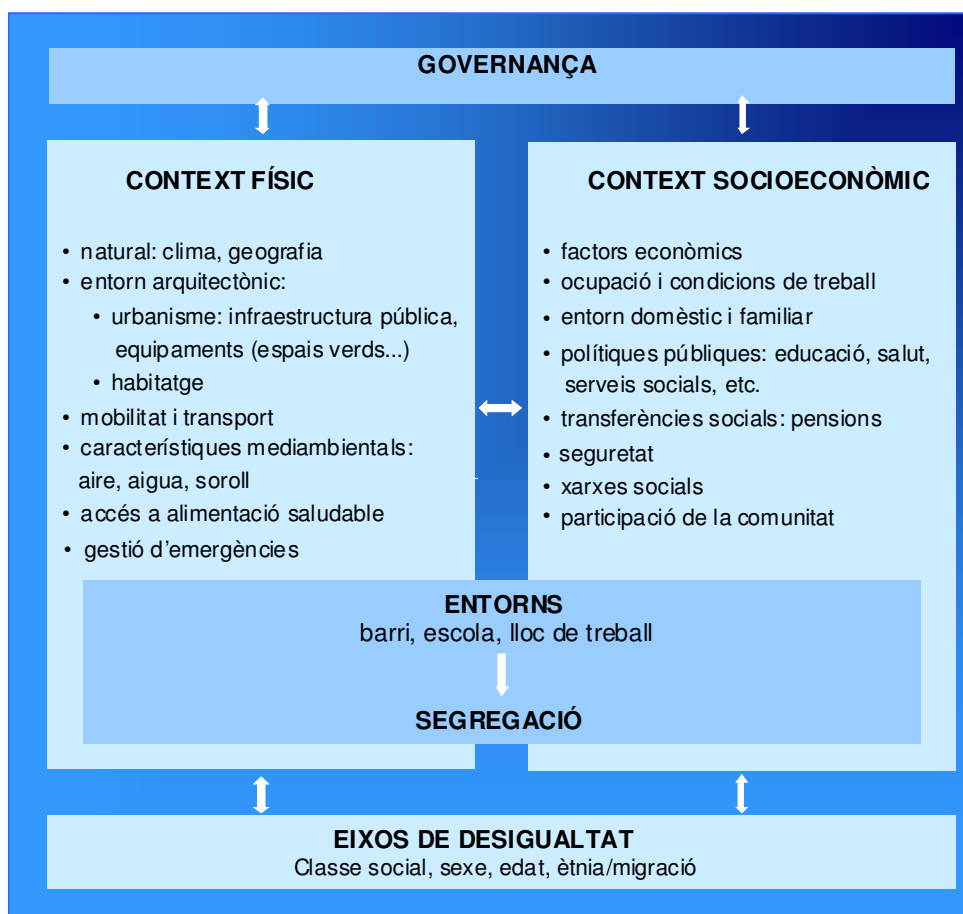 GOVERNANÇA
CONTEXT FÍSIC
• natural: clima, geografia
• entorn arquitectònic:
• urbanisme: infraestructura pública,
equipaments (espais verds...)
• habitatge
• mobilitat i transport
• característiques mediambientals:
aire, aigua, soroll
• accés a alimentació saludable
• gestió d'emergències
CONTEXT SOCIOECONÒMIC
• factors econòmics
• ocupació i condicions de treball
• entorn domèstic i familiar
• polítiques públiques: educació, salut,
serveis socials, etc.
• transferències socials: pensions
• seguretat
• xarxes socials
• participació de la comunitat
ENTORNS
barri, escola, lloc de treball
SEGREGACIÓ
EIXOS DE DESIGUALTAT
Classe social, sexe, edat, ètnia/migració